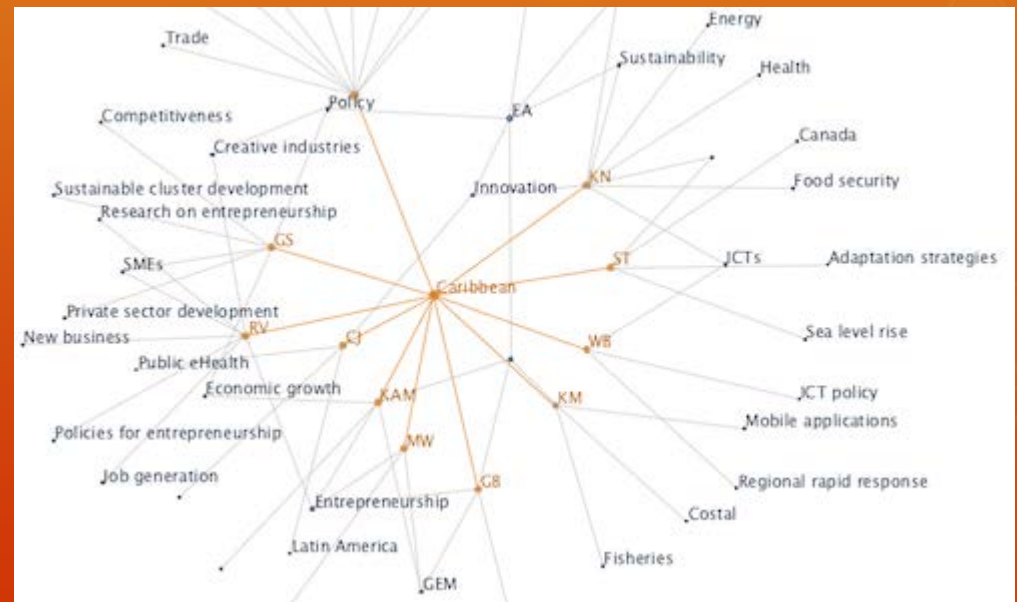 Energy
Trade
Sustainability
Health
Policy
EA
Competitiveness
Canada
Creative industries
KN
Food security
Innovation
Sustainable cluster development
Research on entrepreneurship
GS
ST
ICTs
Adaptation strategies
SMEs
Caribbean
Private sector development
RV
New business
CJ
WB
Sea level rise
Public eHealth
Economic growth
KAM
KM
ICT policy
Mobile applications
Policies for entrepreneurship
MW
Job generation
GB
Regional rapid response
Entrepreneurship
Costal
Latin America
Fisheries
GEM